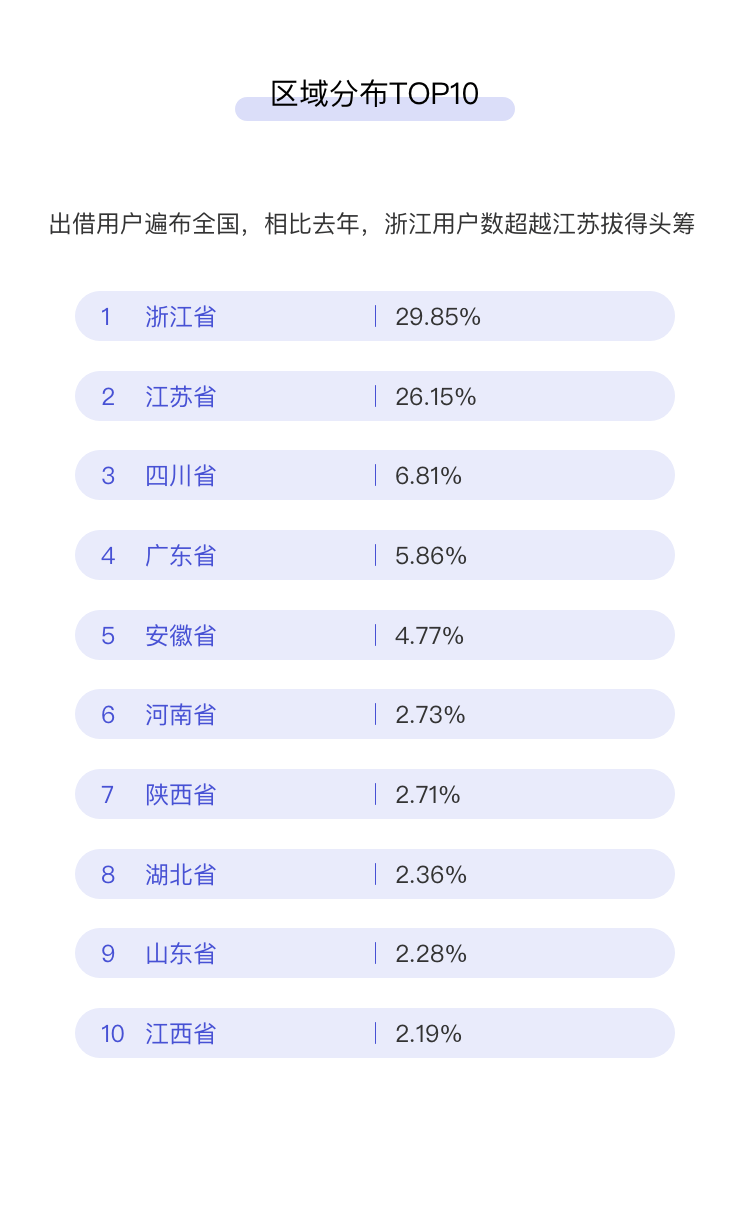 区域分布TOP10
出借用户遍布全国，相比去年，浙江用户数超越江苏拔得头筹
1 浙江省 29.85%
2 江苏省 26.15%
3 四川省 6.81%
4 广东省 5.86%
5 安徽省 4.77%
6 河南省 2.73%
7 陕西省 2.71%
8 湖北省 2.36%
9 山东省 2.28%
10 江西省 2.19%